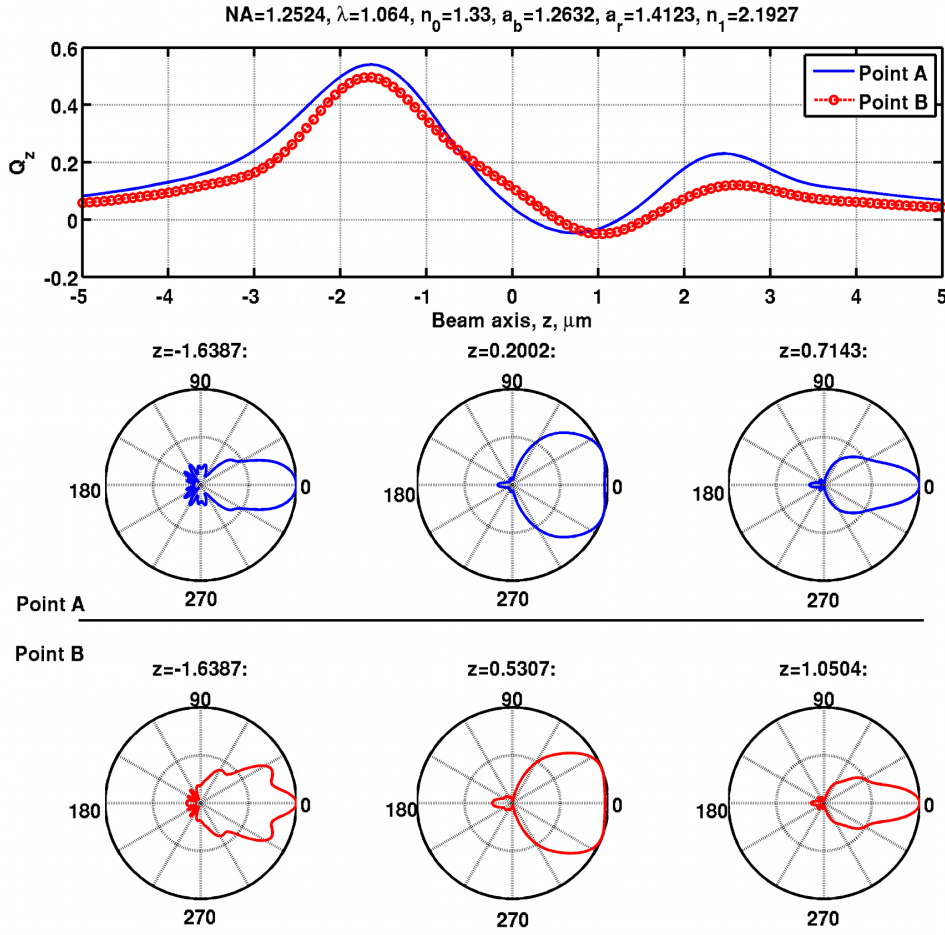 NA=1.2524, λ=1.064, n₀=1.33, a_b=1.2632, a_r=1.4123, n₁=2.1927
0.6
0.4
0.2
0
-0.2
Q_z
Point A
Point B
-5 -4 -3 -2 -1 0 1 2 3 4 5
Beam axis, z, μm
z=-1.6387: z=0.2002: z=0.7143:
90 90 90
180 0 180 0 180 0
270 270 270
Point A
Point B
z=-1.6387: z=0.5307: z=1.0504:
90 90 90
180 0 180 0 180 0
270 270 270